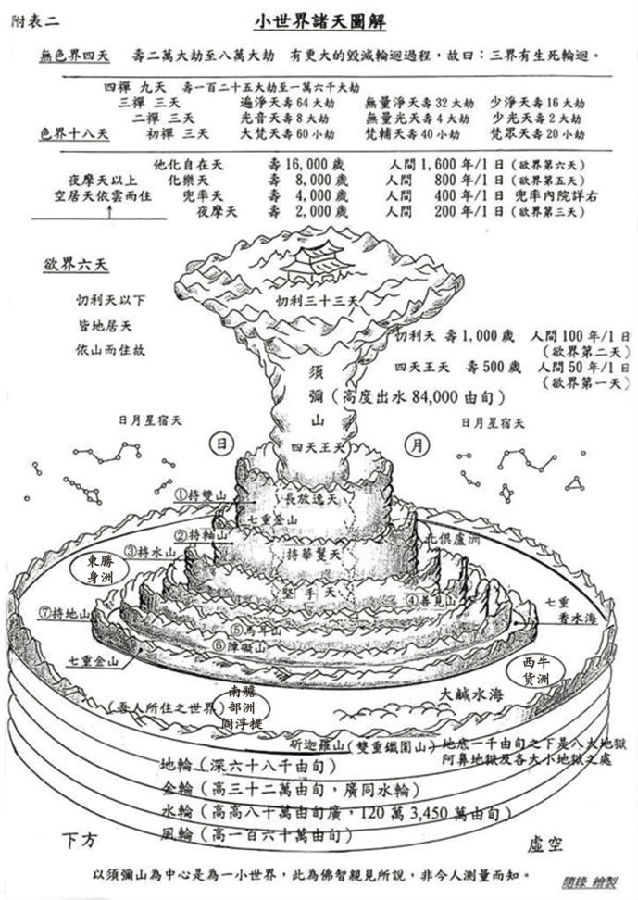 附表二
小世界諸天圖解
無色界四天 壽二萬大劫至八萬大劫 有更大的毀滅輪迴過程,故曰:三界有生死輪迴。
四禪 九天 壽一百二十五大劫至一萬六千大劫
三禪 三天 遍淨天壽64大劫 無量淨天壽32大劫 少淨天壽16大劫
二禪 三天 光音天壽8大劫 無量光天壽4大劫 少光天壽2大劫
色界十八天 初禪 三天 大梵天壽60小劫 梵輔天壽40小劫 梵眾天壽20小劫
他化自在天 壽16,000歲 人間1,600年/1日(欲界第六天)
夜摩天以上 化樂天 壽8,000歲 人間800年/1日(欲界第五天)
空居天依雲而住 兜率天 壽4,000歲 人間400年/1日 兜率內院詳右
夜摩天 壽2,000歲 人間200年/1日(欲界第三天)
欲界六天
忉利天以下
皆地居天
依山而住故
忉利三十三天
忉利天 壽1,000歲 人間100年/1日
(欲界第二天)
四天王天 壽500歲 人間50年/1日
(欲界第一天)
須彌山
(高度出水84,000由旬)
日月星宿天
日月星宿天
日
月
四天王天
①持雙山
長放逸天
七重金山
②持軸山
持華鬘天
北俱盧洲
③持水山
東勝
身洲
堅手天
④善見山
⑦持地山
⑤馬耳山
⑥障礙山
七重
香水海
七重金山
西牛
貨洲
大鹹水海
(吾人所住之世界)
南贍
部洲
閻浮提
斫迦羅山(雙重鐵圍山)
地底一千由旬之下是八大地獄
阿鼻地獄及各大小地獄之處
地輪(深六十八千由旬)
金輪(高三十二萬由旬,廣同水輪)
水輪(高高八十萬由旬廣,120萬3,450萬由旬)
風輪(高一百六十萬由旬)
下方
虛空
以須彌山為中心是為一小世界,此為佛智親見所說,非今人測量而知。
隨緣 繪製